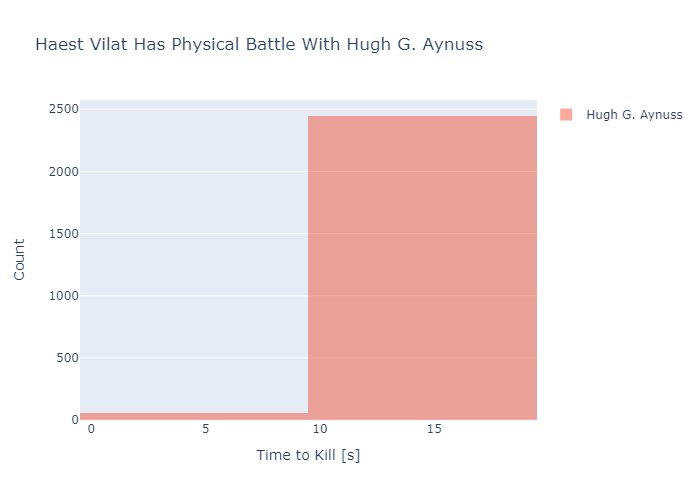 Haest Vilat Has Physical Battle With Hugh G. Aynuss
Hugh G. Aynuss
2500
2000
1500
1000
500
0
Count
0 5 10 15
Time to Kill [s]